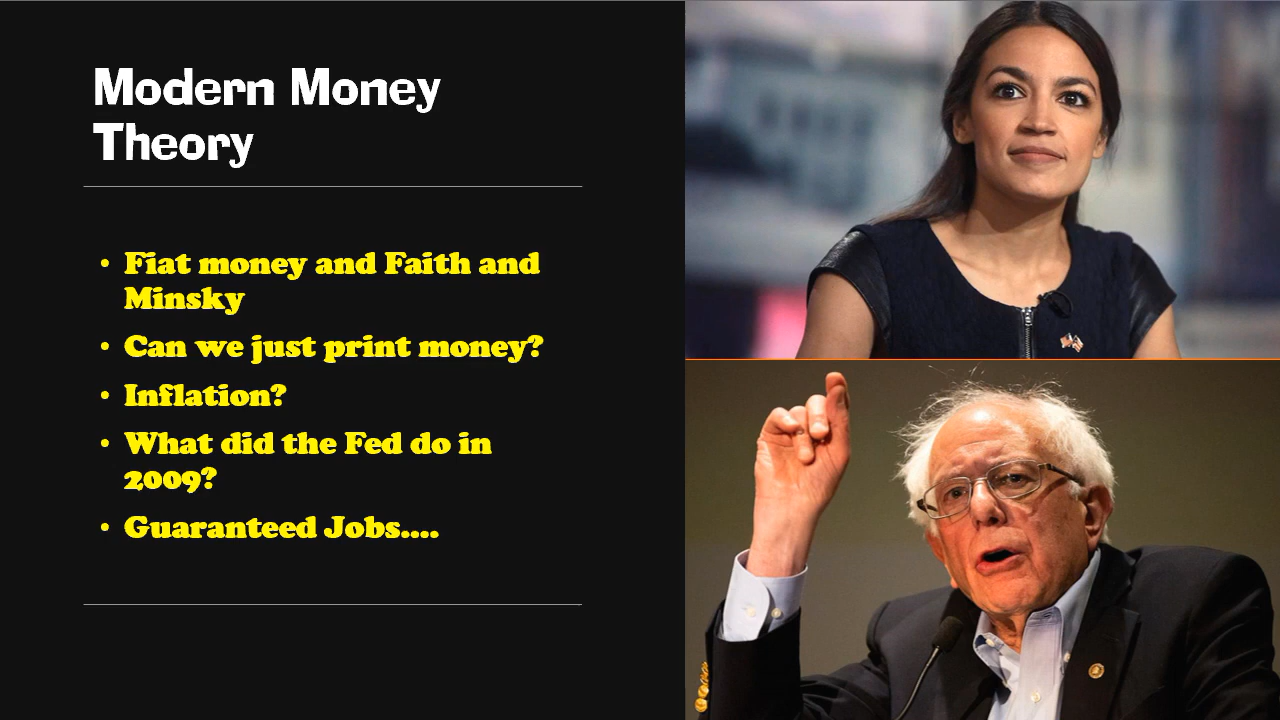 Modern Money
Theory
• Fiat money and Faith and
Minsky
• Can we just print money?
• Inflation?
• What did the Fed do in
2009?
• Guaranteed Jobs....